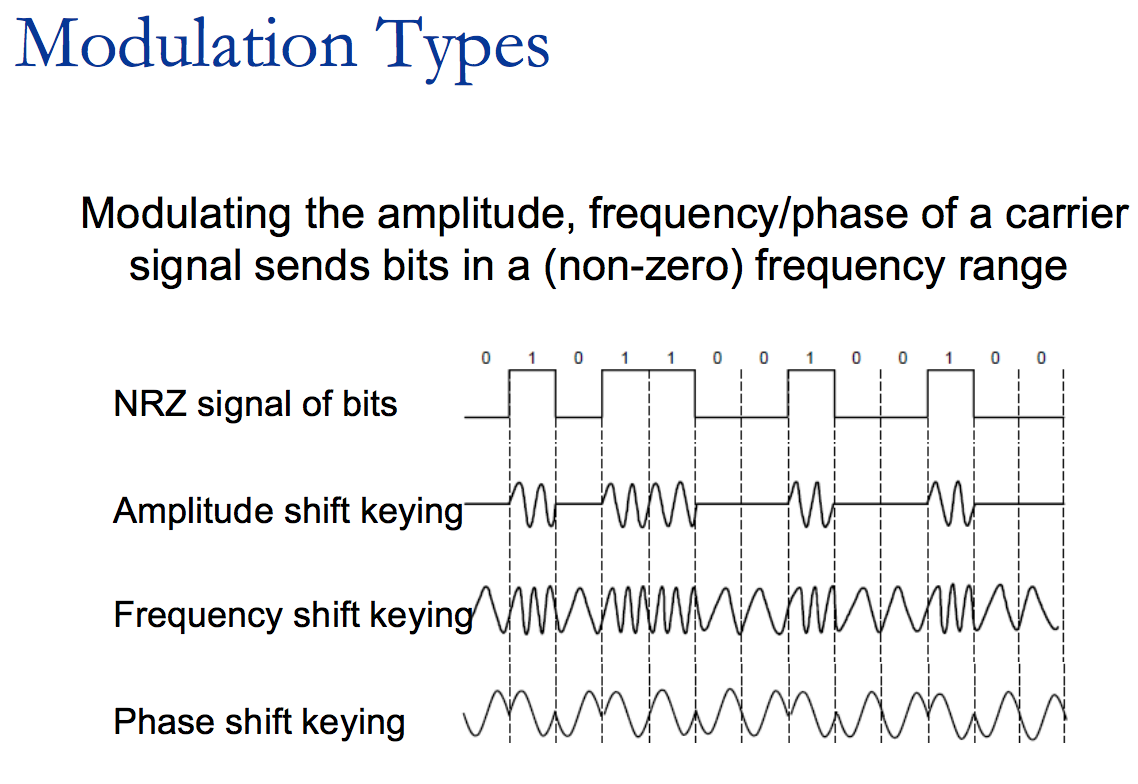 Modulation Types
Modulating the amplitude, frequency/phase of a carrier
signal sends bits in a (non-zero) frequency range
0 1 0 1 1 0 0 1 0 0 1 0 0
NRZ signal of bits
Amplitude shift keying
Frequency shift keying
Phase shift keying